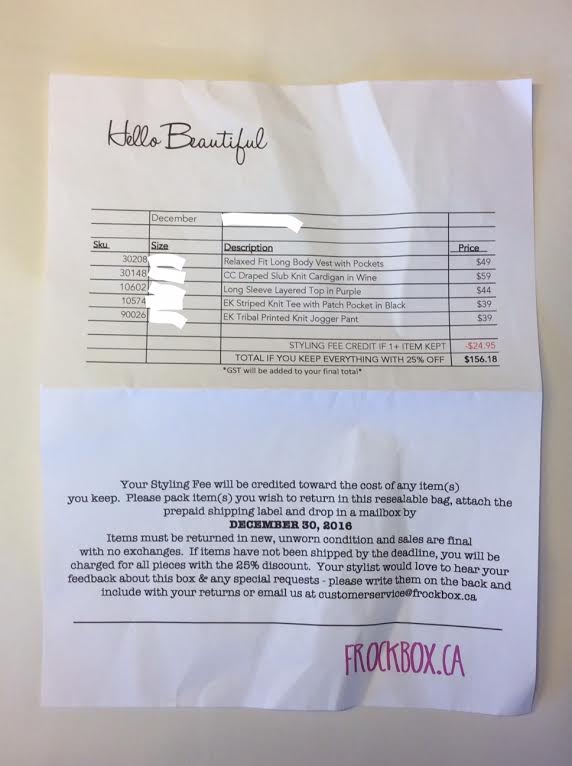 Hello Beautiful
December
Sku Size Description Price
30208 Relaxed Fit Long Body Vest with Pockets $49
30148 CC Draped Slub Knit Cardigan in Wine $59
10602 Long Sleeve Layered Top in Purple $44
10574 EK Striped Knit Tee with Patch Pocket in Black $39
90026 EK Tribal Printed Knit Jogger Pant $39
STYLING FEE CREDIT IF 1+ ITEM KEPT -$24.95
TOTAL IF YOU KEEP EVERYTHING WITH 25% OFF $156.18
*GST will be added to your final total*
Your Styling Fee will be credited toward the cost of any item(s)
you keep. Please pack item(s) you wish to return in this resealable bag, attach the
prepaid shipping label and drop in a mailbox by
DECEMBER 30, 2016
Items must be returned in new, unworn condition and sales are final
with no exchanges. If items have not been shipped by the deadline, you will be
charged for all pieces with the 25% discount. Your stylist would love to hear your
feedback about this box & any special requests - please write them on the back and
include with your returns or email us at customerservice@frockbox.ca
FROCKBOX.CA